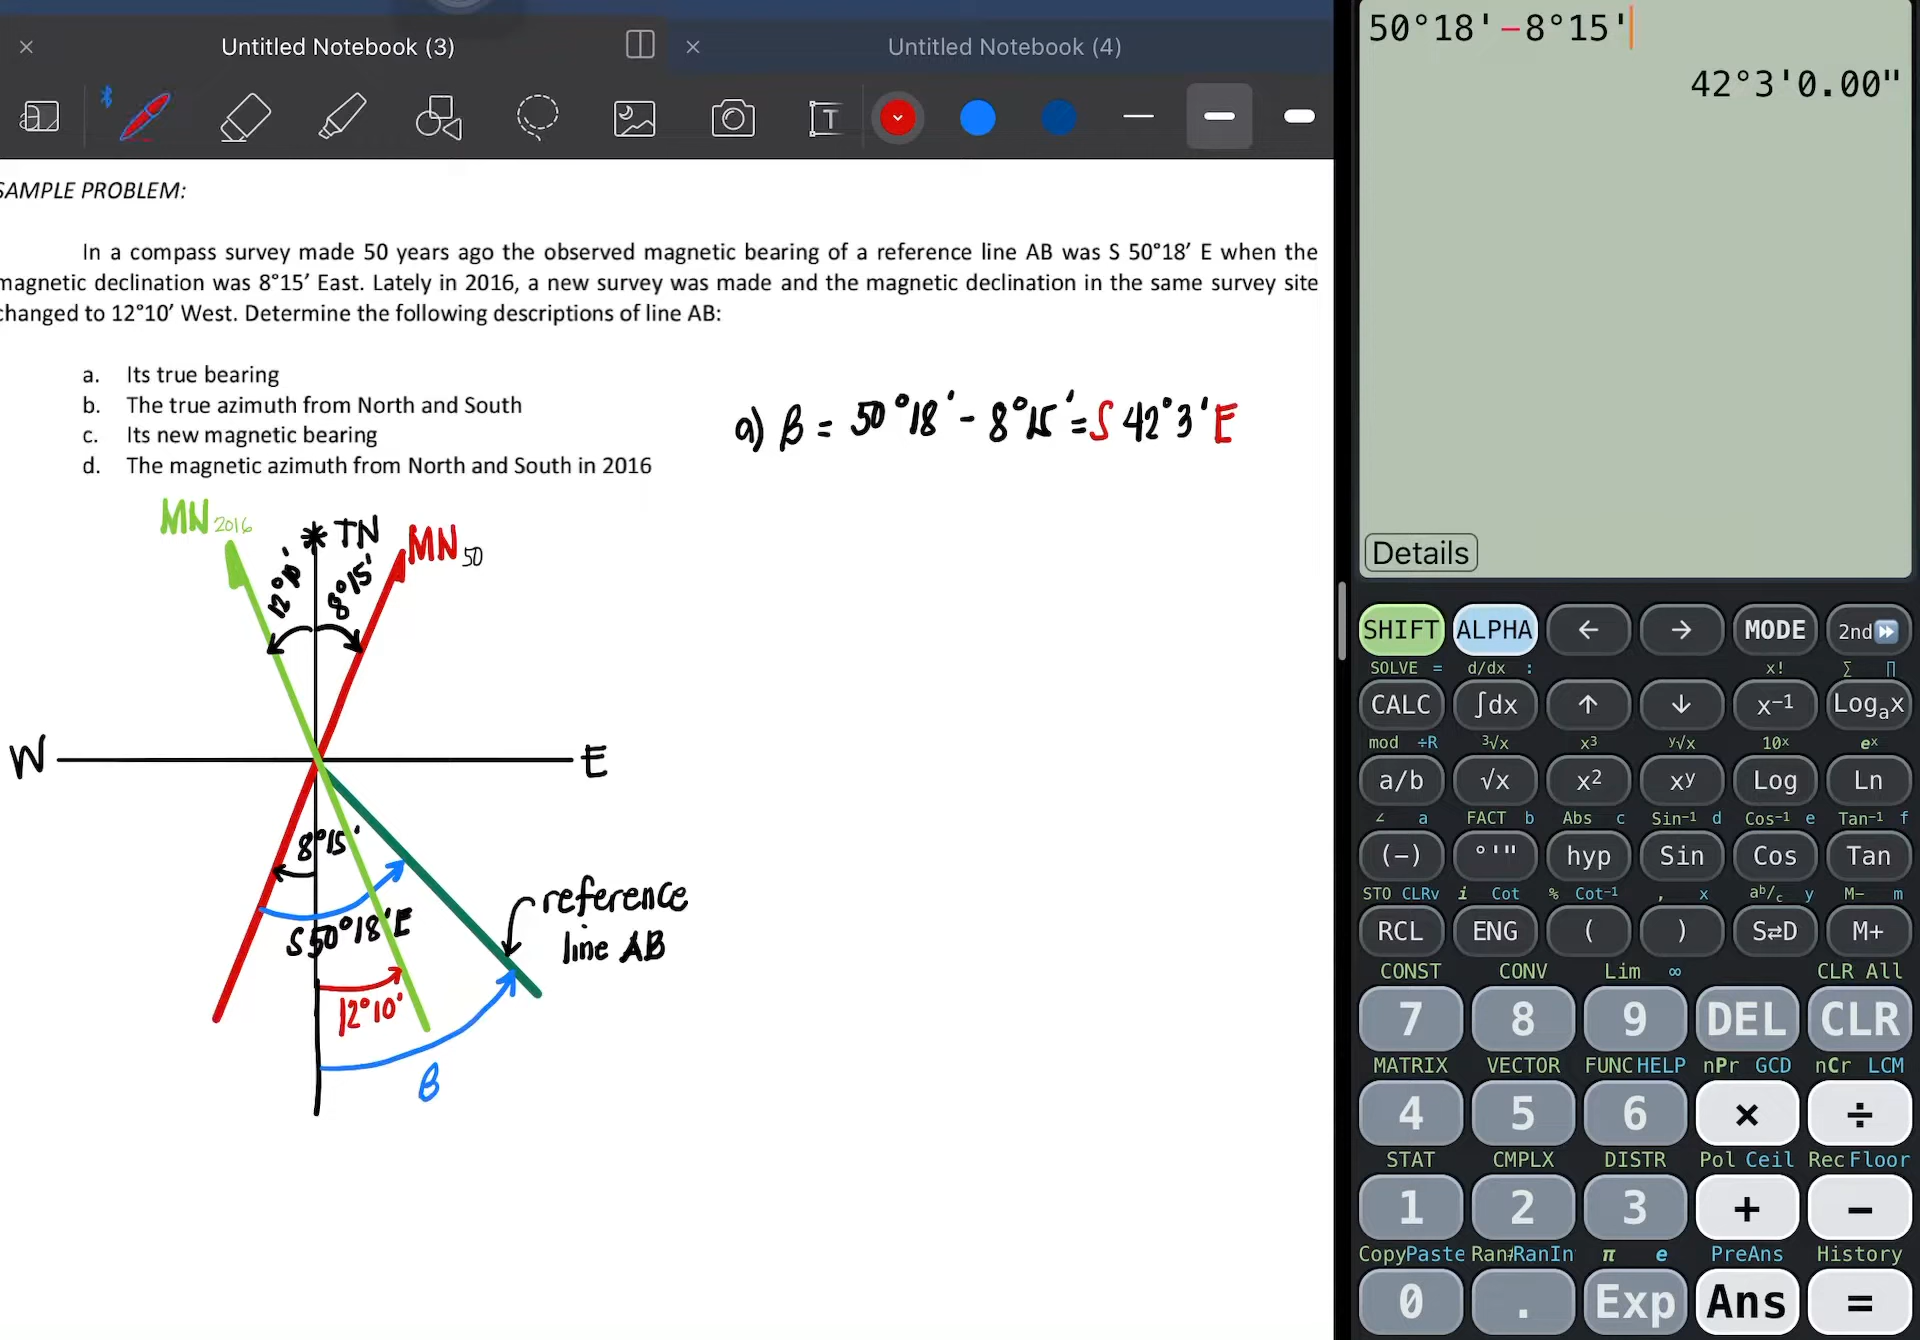 Untitled Notebook (3)
Untitled Notebook (4)
SAMPLE PROBLEM:
In a compass survey made 50 years ago the observed magnetic bearing of a reference line AB was S 50°18’ E when the
magnetic declination was 8°15’ East. Lately in 2016, a new survey was made and the magnetic declination in the same survey site
changed to 12°10’ West. Determine the following descriptions of line AB:
a. Its true bearing
b. The true azimuth from North and South
c. Its new magnetic bearing
d. The magnetic azimuth from North and South in 2016
a) β = 50°18' - 8°15' = S 42°3' E
MN 2016
TN
MN 50
12°10'
8°15'
W
E
8°15'
S50°18'E
reference
line AB
12°10'
β
50°18'-8°15'
42°3'0.00"
Details
SHIFT ALPHA ← → MODE 2nd
SOLVE = d/dx : x! ∑ ∏
CALC ∫dx ↑ ↓ x⁻¹ Logₐx
mod ÷R ³√x x³ ʸ√x 10ˣ eˣ
a/b √x x² xʸ Log Ln
∠ a FACT b Abs c Sin⁻¹ d Cos⁻¹ e Tan⁻¹ f
(−) °'" hyp Sin Cos Tan
STO CLRv i Cot % Cot⁻¹ , x aᵇ/c y M− m
RCL ENG ( ) S⇄D M+
CONST CONV Lim ∞ CLR All
7 8 9 DEL CLR
MATRIX VECTOR FUNC HELP nPr GCD nCr LCM
4 5 6 × ÷
STAT CMPLX DISTR Pol Ceil Rec Floor
1 2 3 + −
Copy Paste Ran# RanIn π e PreAns History
0 . Exp Ans =